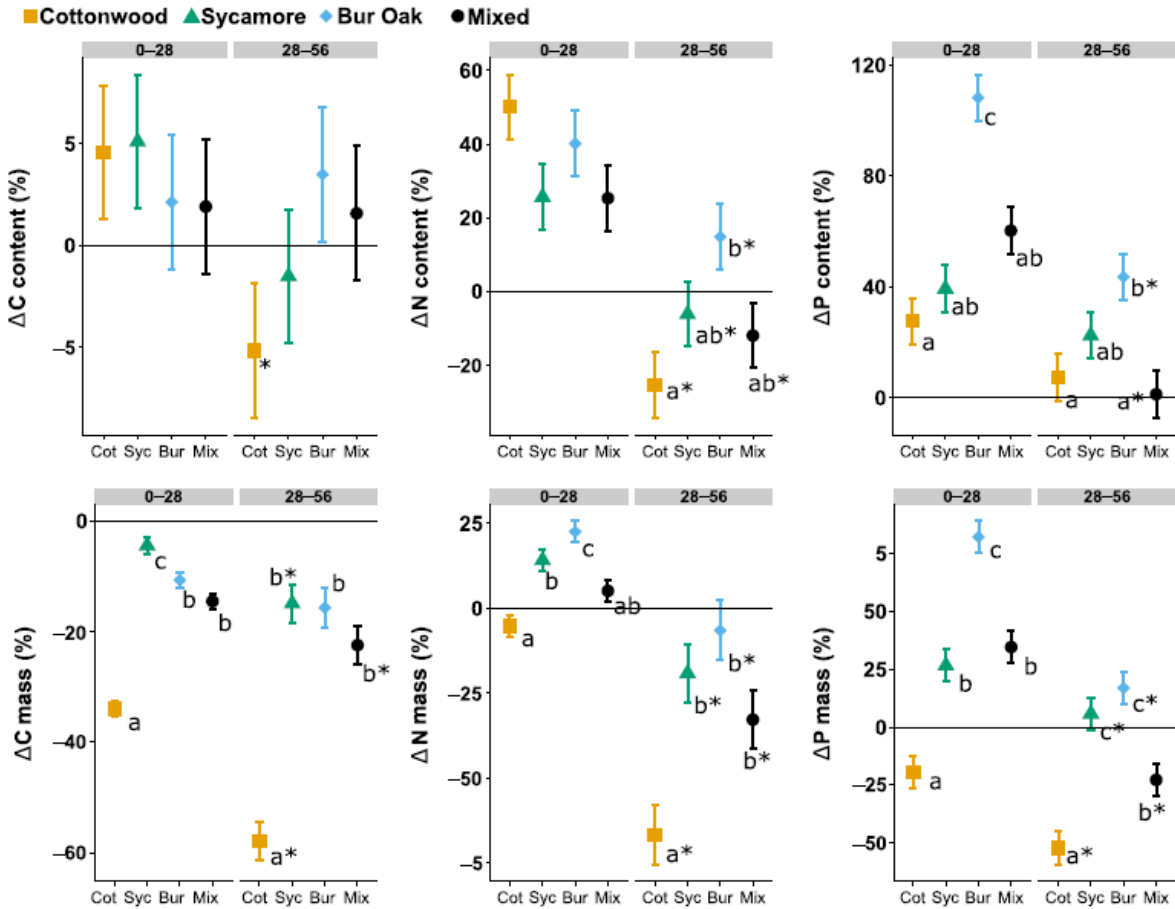 Cottonwood Sycamore Bur Oak Mixed
0–28 28–56
ΔC content (%)
5
0
−5
*
Cot Syc Bur Mix Cot Syc Bur Mix
0–28 28–56
ΔN content (%)
60
40
20
0
−20
a* ab* b* ab*
Cot Syc Bur Mix Cot Syc Bur Mix
0–28 28–56
ΔP content (%)
120
80
40
0
a ab c ab a ab b* a*
Cot Syc Bur Mix Cot Syc Bur Mix
0–28 28–56
ΔC mass (%)
0
−20
−40
−60
a c b b a* b* b b*
Cot Syc Bur Mix Cot Syc Bur Mix
0–28 28–56
ΔN mass (%)
25
0
−25
−50
−5
a b c ab a* b* b* b*
Cot Syc Bur Mix Cot Syc Bur Mix
0–28 28–56
ΔP mass (%)
5
50
25
0
−25
−50
a b c b a* c* c* b*
Cot Syc Bur Mix Cot Syc Bur Mix